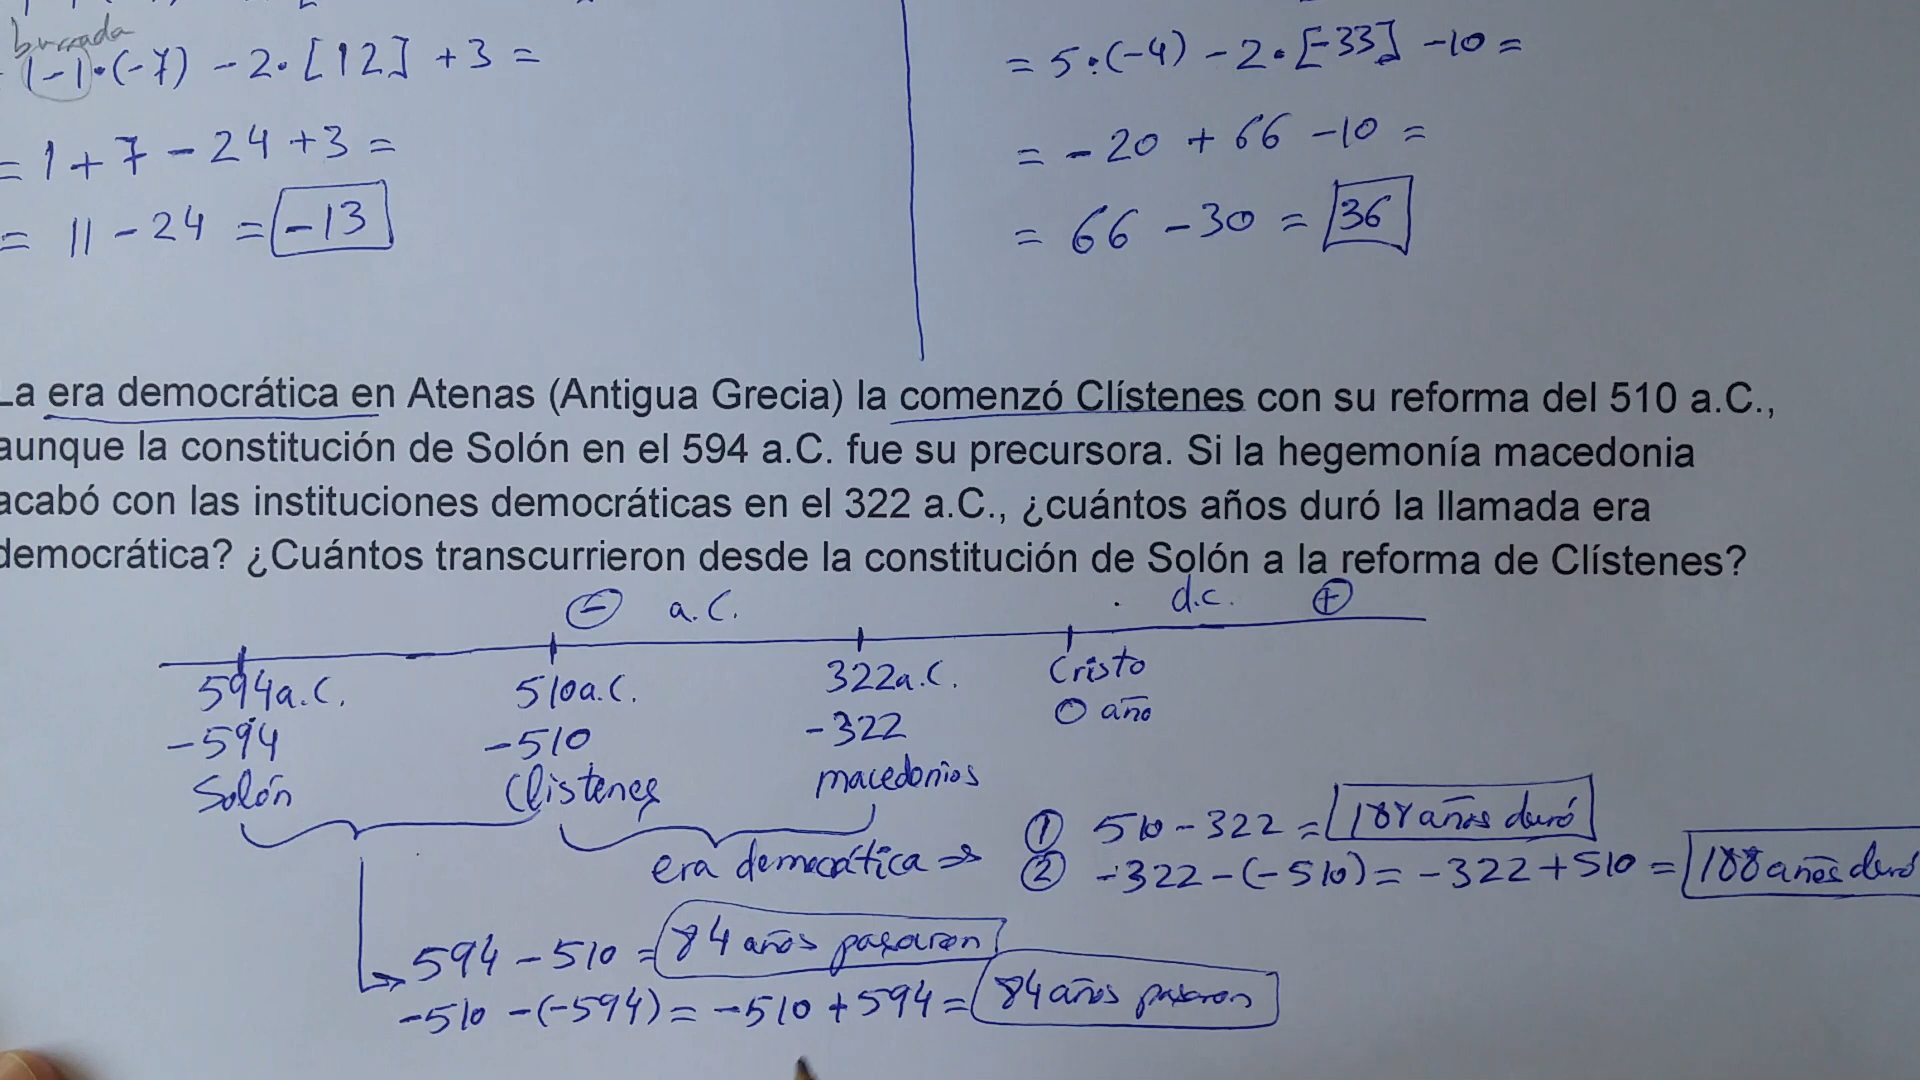 burrada
(-1)·(-7) - 2·[12] + 3 =
= 1 + 7 - 24 + 3 =
= 11 - 24 = -13
= 5·(-4) - 2·[-33] - 10 =
= - 20 + 66 - 10 =
= 66 - 30 = 36
La era democrática en Atenas (Antigua Grecia) la comenzó Clístenes con su reforma del 510 a.C.,
aunque la constitución de Solón en el 594 a.C. fue su precursora. Si la hegemonía macedonia
acabó con las instituciones democráticas en el 322 a.C., ¿cuántos años duró la llamada era
democrática? ¿Cuántos transcurrieron desde la constitución de Solón a la reforma de Clístenes?
- a.C. d.C. +
594a.C. 510a.C. 322a.C. Cristo
-594 -510 -322 0 año
Solón Clistenes macedonios
① 510 - 322 = 188 años duró
era democrática ⇒ ② -322 - (-510) = -322 + 510 = 188 años duró
594 - 510 = 84 años pasaron
-510 - (-594) = -510 + 594 = 84 años pasaron